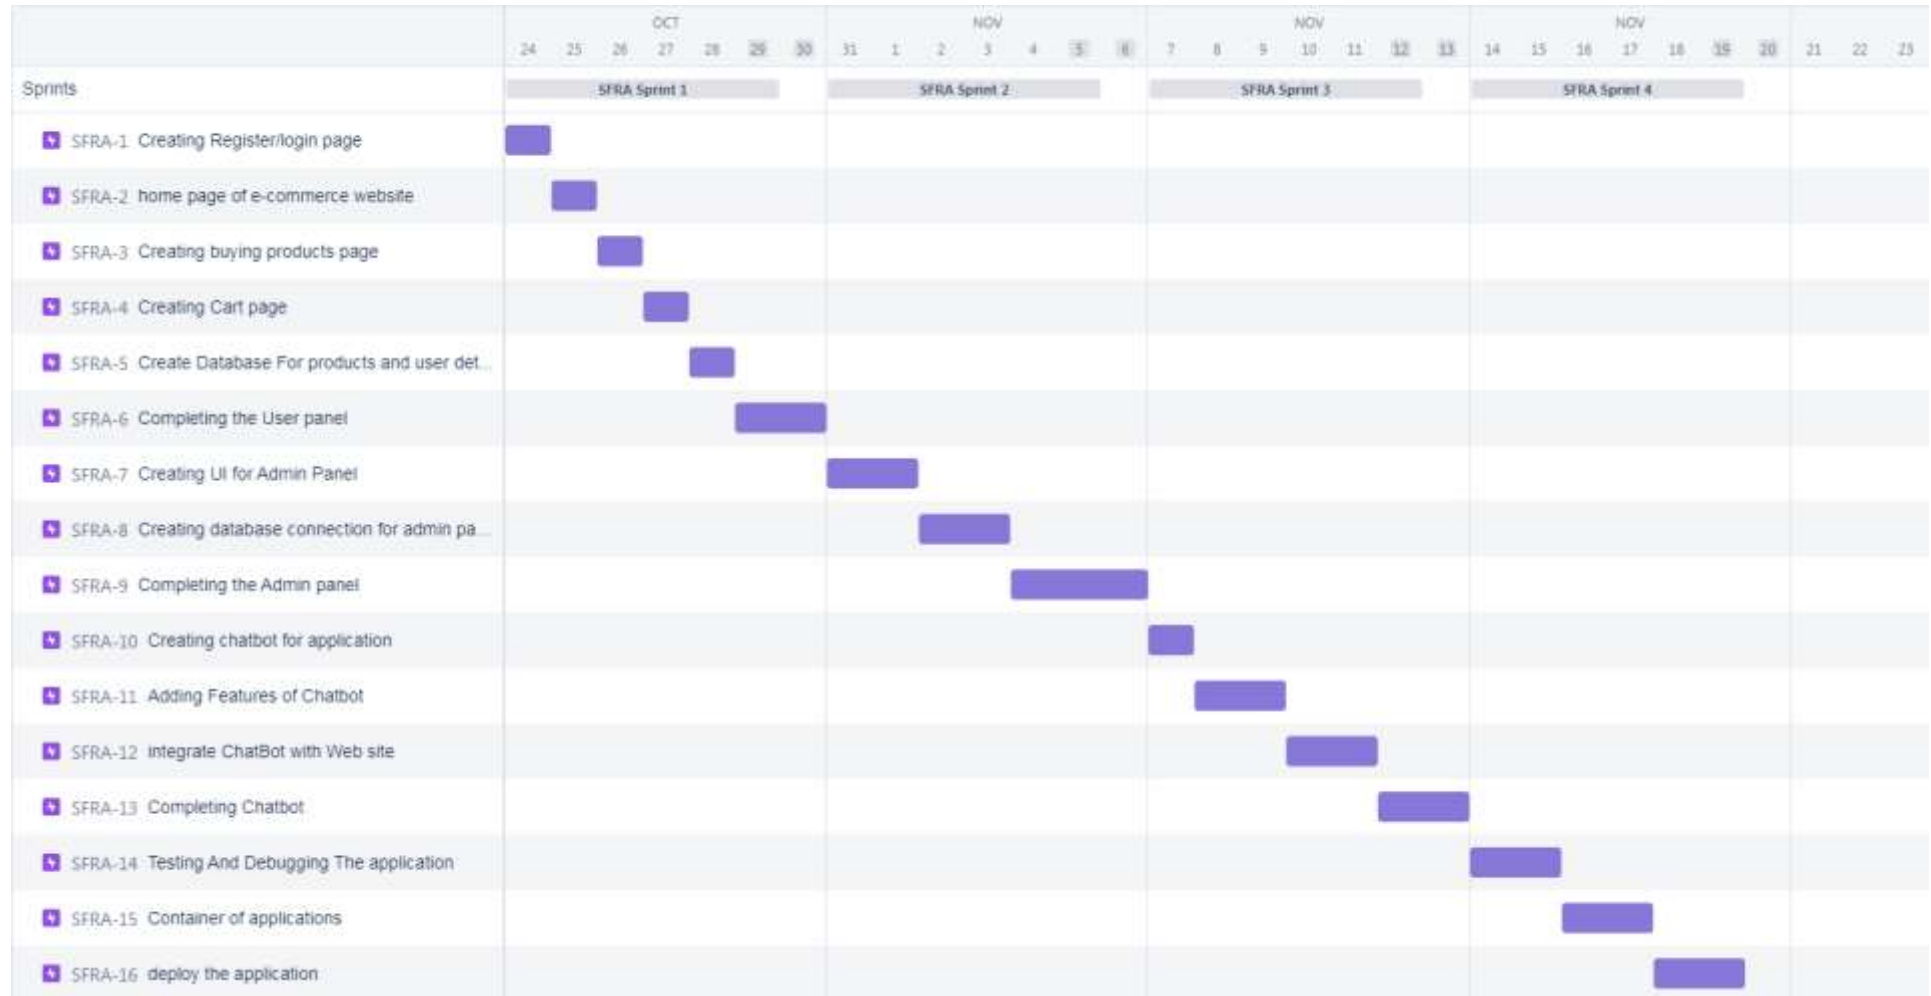 OCT NOV NOV NOV
24 25 26 27 28 29 30 31 1 2 3 4 5 6 7 8 9 10 11 12 13 14 15 16 17 18 19 20 21 22 23
Sprints SFRA Sprint 1 SFRA Sprint 2 SFRA Sprint 3 SFRA Sprint 4
SFRA-1 Creating Register/login page
SFRA-2 home page of e-commerce website
SFRA-3 Creating buying products page
SFRA-4 Creating Cart page
SFRA-5 Create Database For products and user det...
SFRA-6 Completing the User panel
SFRA-7 Creating UI for Admin Panel
SFRA-8 Creating database connection for admin pa...
SFRA-9 Completing the Admin panel
SFRA-10 Creating chatbot for application
SFRA-11 Adding Features of Chatbot
SFRA-12 integrate ChatBot with Web site
SFRA-13 Completing Chatbot
SFRA-14 Testing And Debugging The application
SFRA-15 Container of applications
SFRA-16 deploy the application